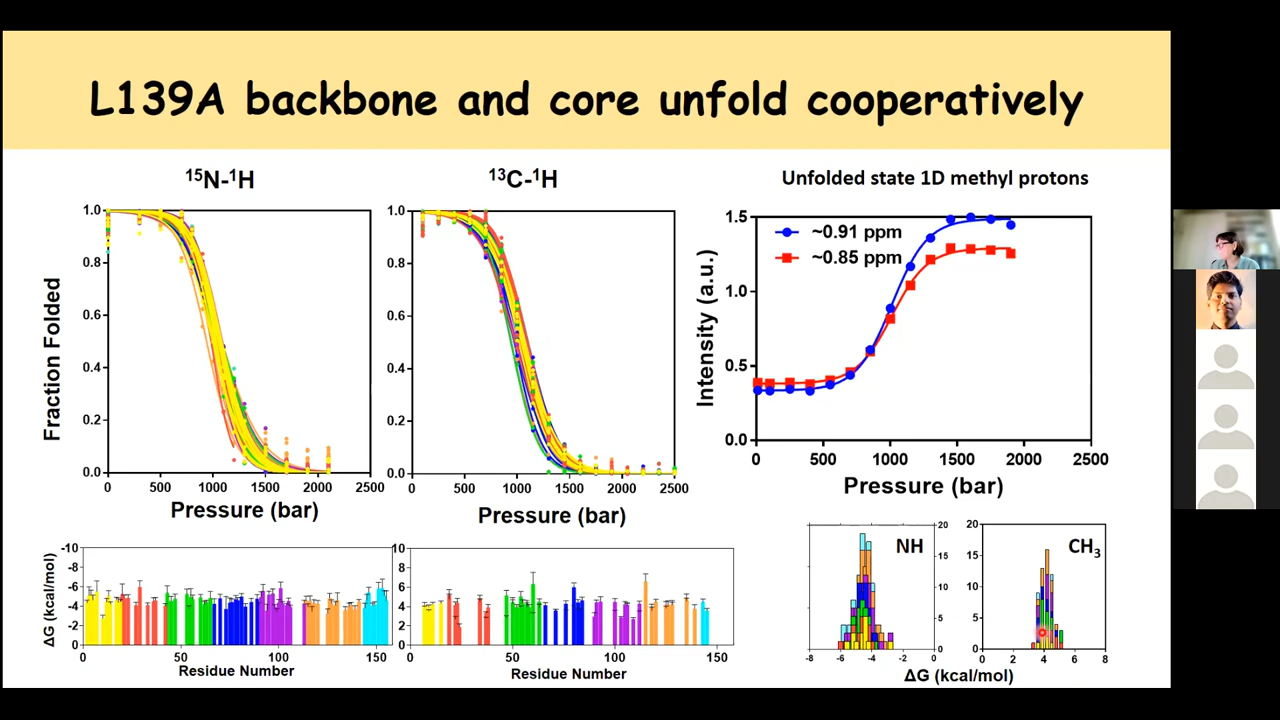 L139A backbone and core unfold cooperatively
¹⁵N-¹H
¹³C-¹H
Unfolded state 1D methyl protons
Fraction Folded
1.0
0.8
0.6
0.4
0.2
0.0
0 500 1000 1500 2000 2500
Pressure (bar)
1.0
0.8
0.6
0.4
0.2
0.0
0 500 1000 1500 2000 2500
Pressure (bar)
Intensity (a.u.)
1.5
1.0
0.5
0.0
~0.91 ppm
~0.85 ppm
0 500 1000 1500 2000 2500
Pressure (bar)
ΔG (kcal/mol)
-10
-8
-6
-4
-2
0
0 50 100 150
Residue Number
10
8
6
4
2
0
50 100 150
Residue Number
NH
20
15
10
5
0
-8 -6 -4 -2 0
CH₃
20
15
10
5
0
0 2 4 6 8
ΔG (kcal/mol)